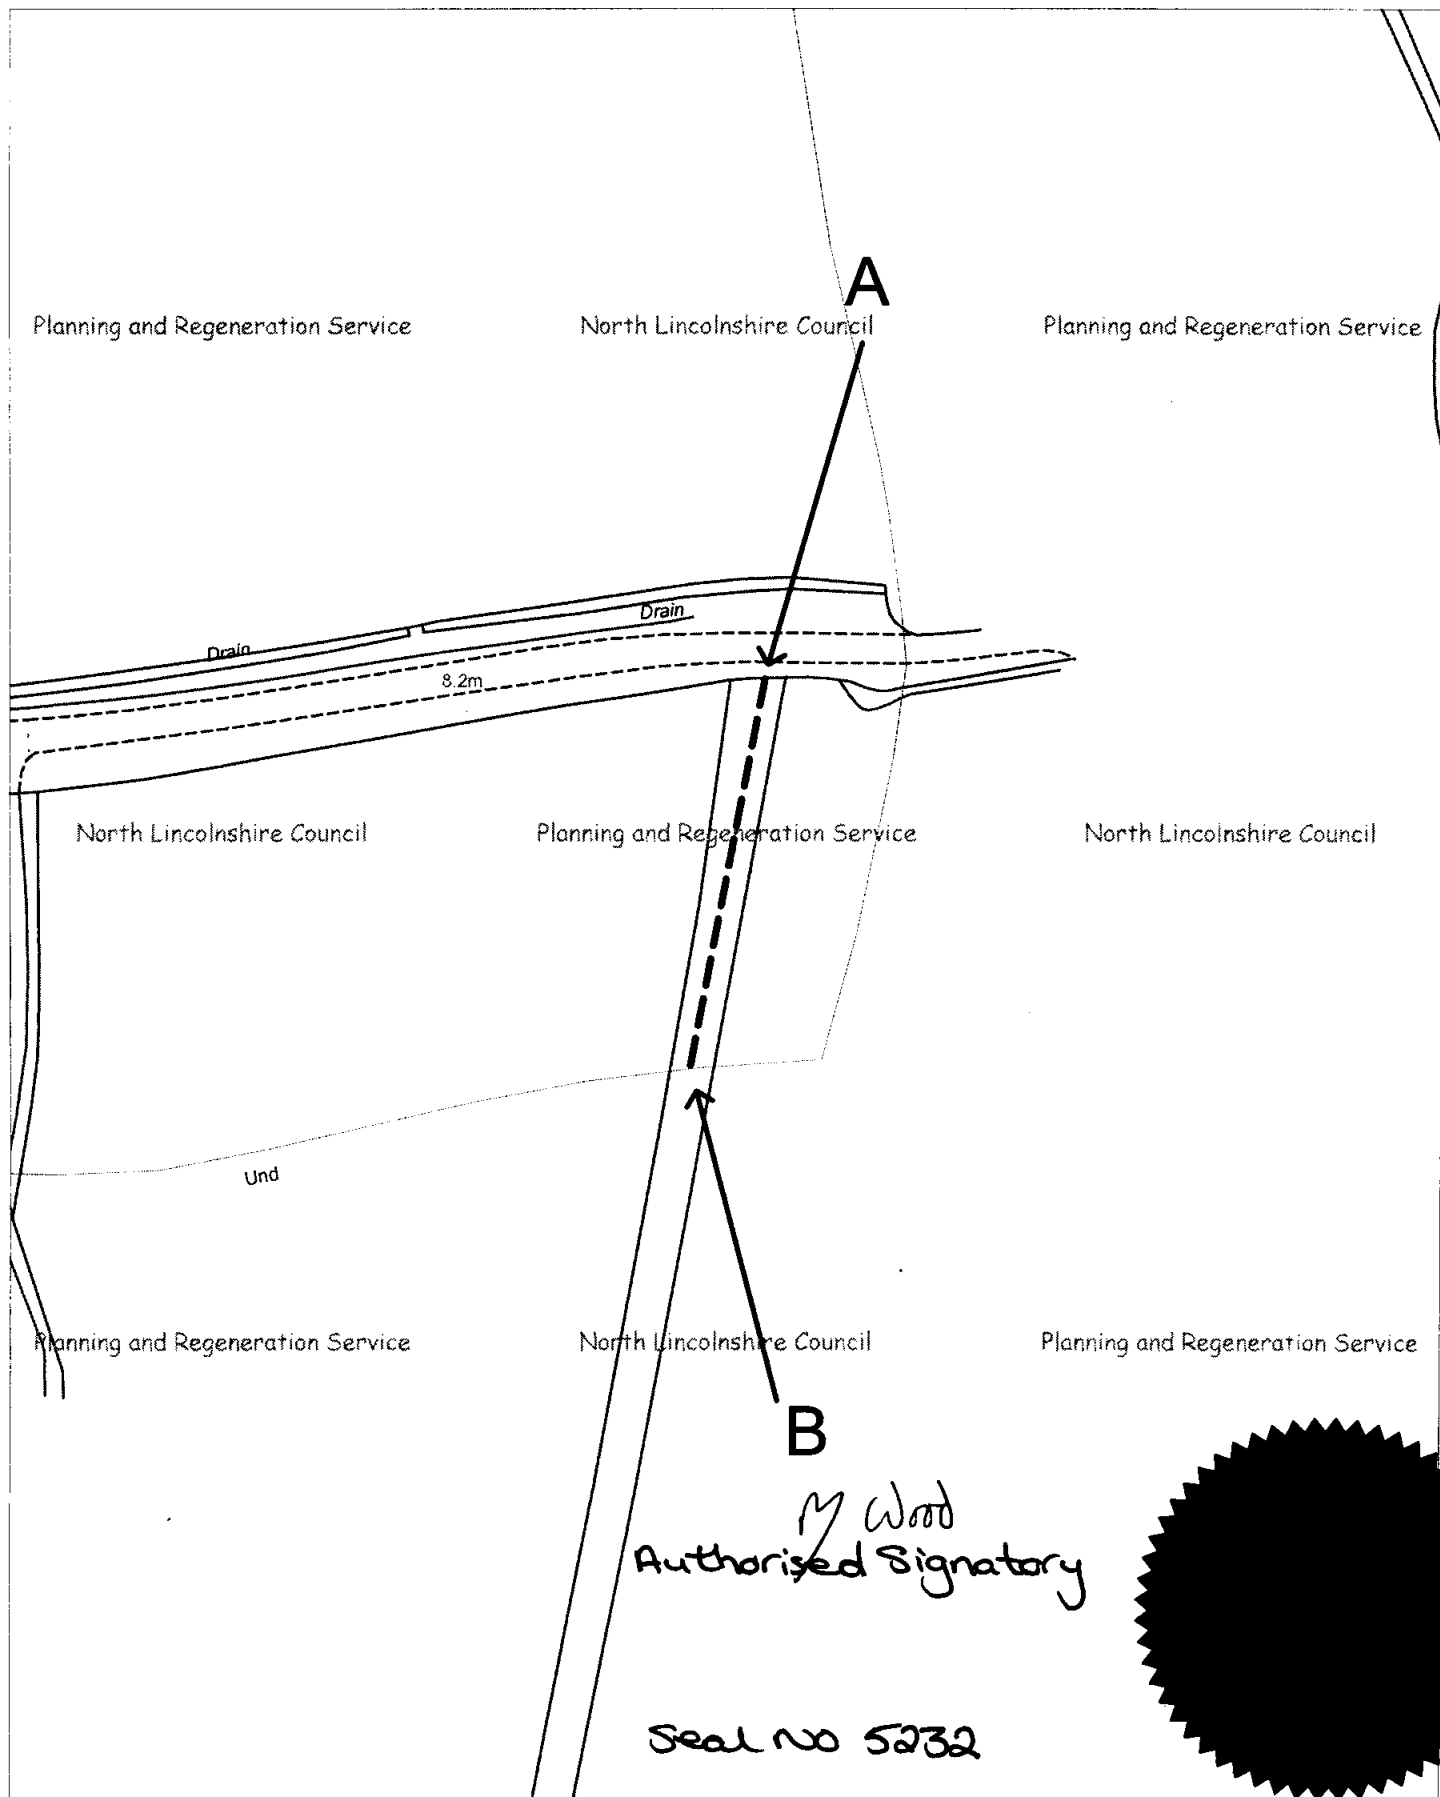 A
Planning and Regeneration Service
North Lincolnshire Council
Planning and Regeneration Service
Drain
Drain
8.2m
North Lincolnshire Council
Planning and Regeneration Service
North Lincolnshire Council
Und
Planning and Regeneration Service
North Lincolnshire Council
Planning and Regeneration Service
B
M Wood
Authorised Signatory
Seal No 5232